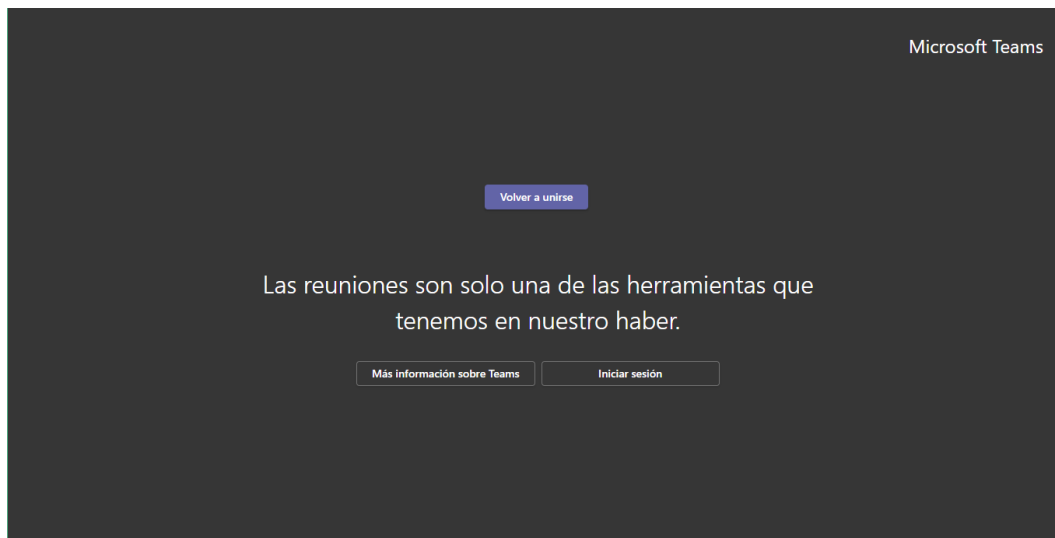 Microsoft Teams
Volver a unirse
Las reuniones son solo una de las herramientas que
tenemos en nuestro haber.
Más información sobre Teams
Iniciar sesión